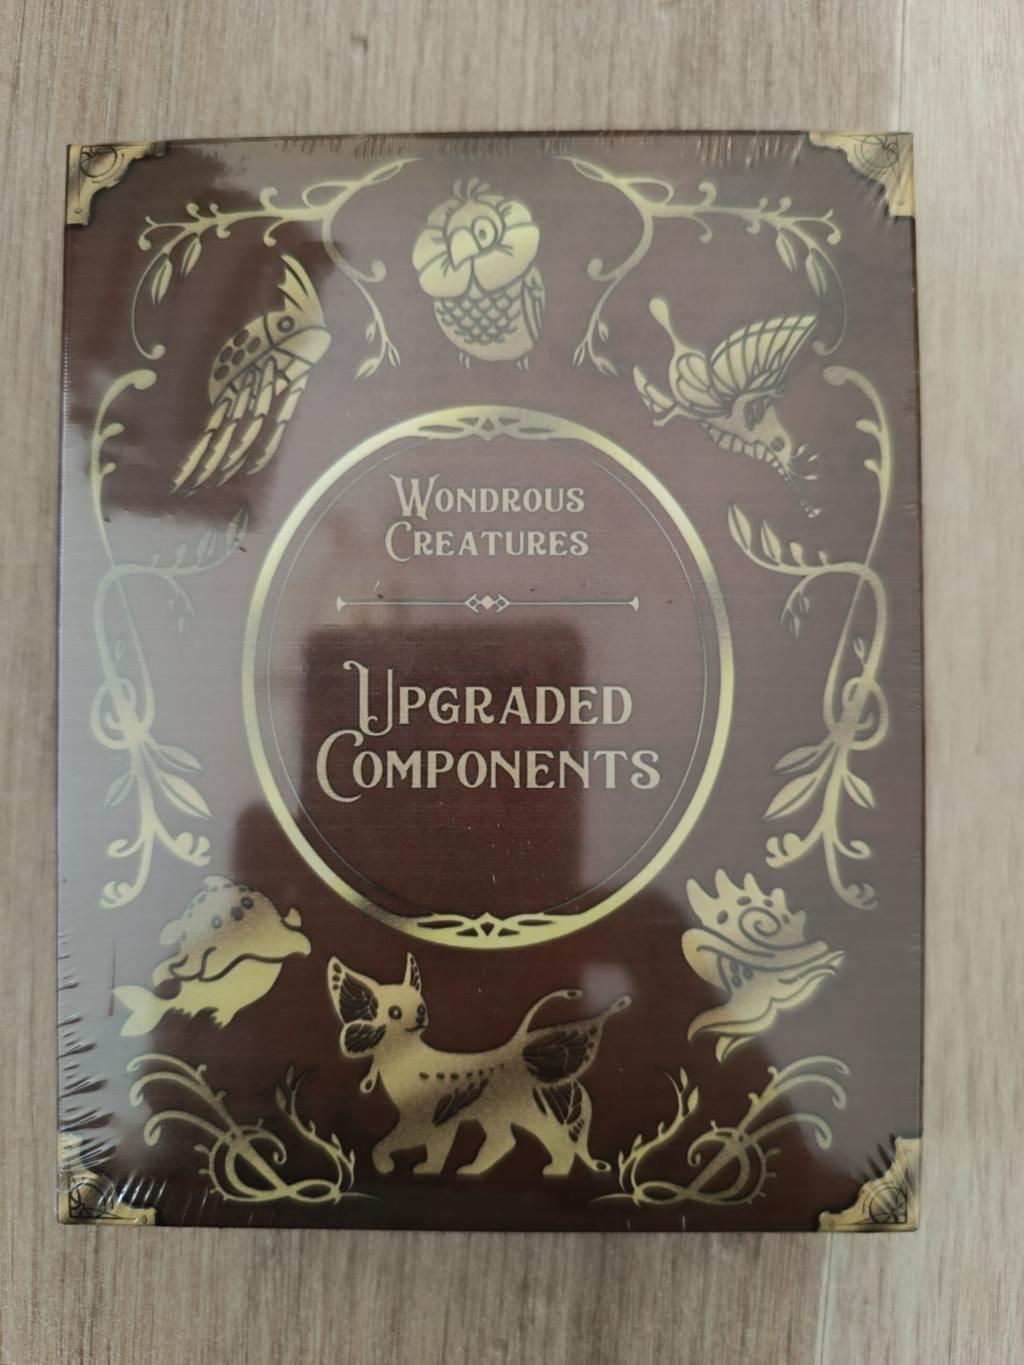 Wondrous
Creatures
Upgraded
Components